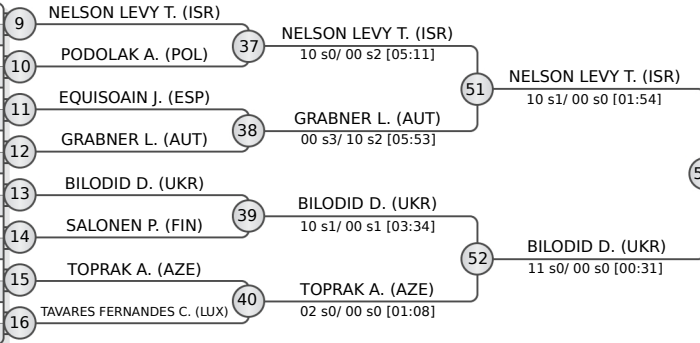 9
NELSON LEVY T. (ISR)
10
PODOLAK A. (POL)
37
NELSON LEVY T. (ISR)
10 s0/ 00 s2 [05:11]
11
EQUISOAIN J. (ESP)
12
GRABNER L. (AUT)
38
GRABNER L. (AUT)
00 s3/ 10 s2 [05:53]
51
NELSON LEVY T. (ISR)
10 s1/ 00 s0 [01:54]
13
BILODID D. (UKR)
14
SALONEN P. (FIN)
39
BILODID D. (UKR)
10 s1/ 00 s1 [03:34]
15
TOPRAK A. (AZE)
16
TAVARES FERNANDES C. (LUX)
40
TOPRAK A. (AZE)
02 s0/ 00 s0 [01:08]
52
BILODID D. (UKR)
11 s0/ 00 s0 [00:31]